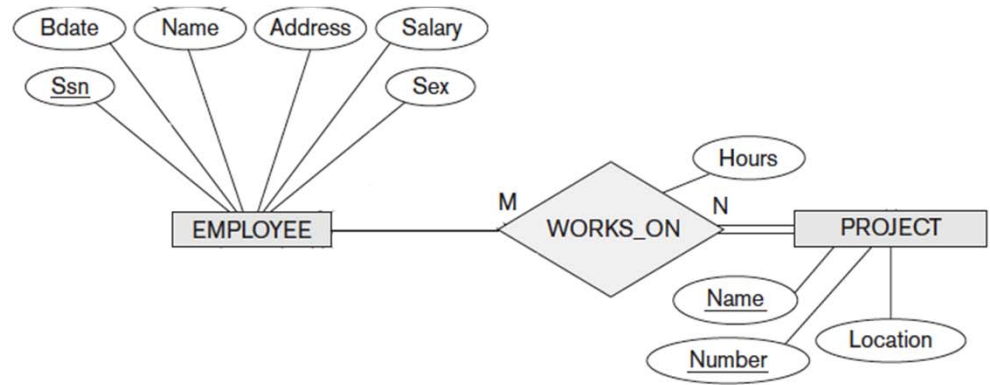 Bdate Name Address Salary
Ssn Sex
Hours
M N
EMPLOYEE WORKS_ON PROJECT
Name
Number Location